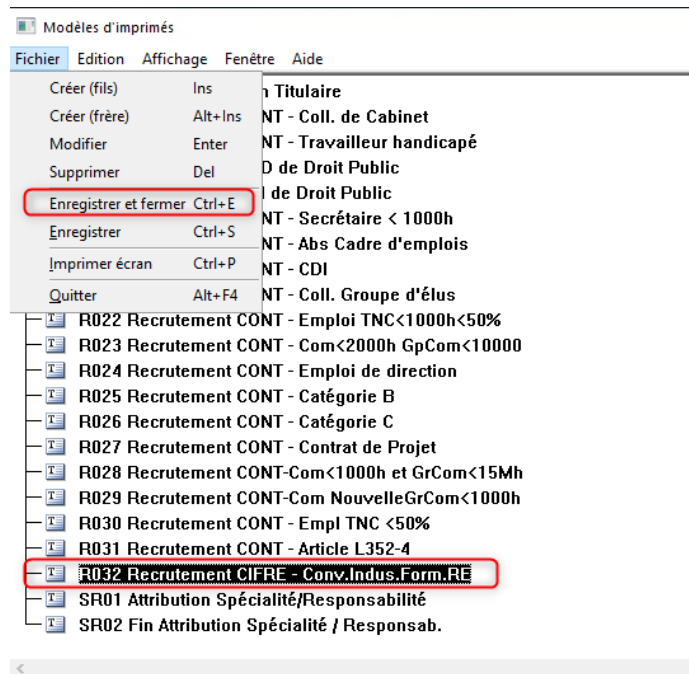 Modèles d'imprimés
Fichier Edition Affichage Fenêtre Aide
Créer (fils) Ins
Créer (frère) Alt+Ins
Modifier Enter
Supprimer Del
Enregistrer et fermer Ctrl+E
Enregistrer Ctrl+S
Imprimer écran Ctrl+P
Quitter Alt+F4
Titulaire
NT - Coll. de Cabinet
NT - Travailleur handicapé
D de Droit Public
de Droit Public
NT - Secrétaire < 1000h
NT - Abs Cadre d'emplois
NT - CDI
NT - Coll. Groupe d'élus
R022 Recrutement CONT - Emploi TNC<1000h<50%
R023 Recrutement CONT - Com<2000h GpCom<10000
R024 Recrutement CONT - Emploi de direction
R025 Recrutement CONT - Catégorie B
R026 Recrutement CONT - Catégorie C
R027 Recrutement CONT - Contrat de Projet
R028 Recrutement CONT-Com<1000h et GrCom<15Mh
R029 Recrutement CONT-Com NouvelleGrCom<1000h
R030 Recrutement CONT - Empl TNC <50%
R031 Recrutement CONT - Article L352-4
R032 Recrutement CIFRE - Conv.Indus.Form.RE
SR01 Attribution Spécialité/Responsabilité
SR02 Fin Attribution Spécialité / Responsab.